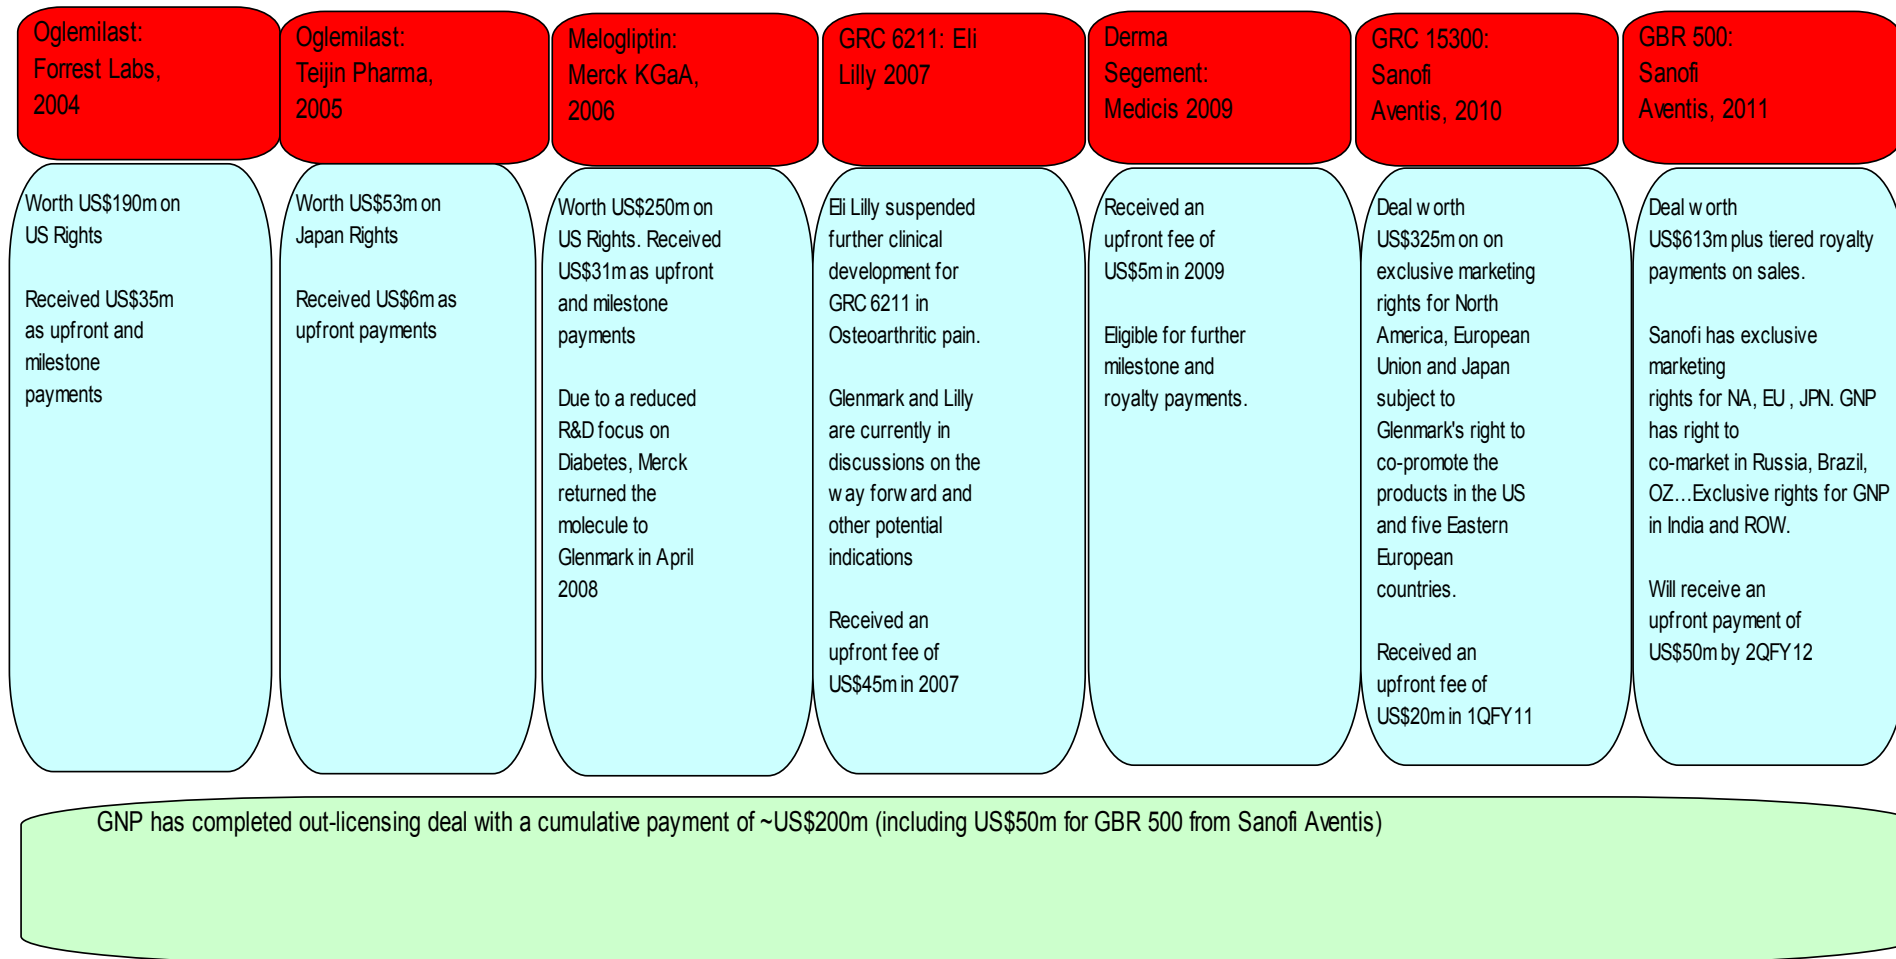 Oglemilast:
Forrest Labs,
2004
Oglemilast:
Teijin Pharma,
2005
Melogliptin:
Merck KGaA,
2006
GRC 6211: Eli
Lilly 2007
Derma
Segement:
Medicis 2009
GRC 15300:
Sanofi
Aventis, 2010
GBR 500:
Sanofi
Aventis, 2011
Worth US$190m on
US Rights
Received US$35m
as upfront and
milestone
payments
Worth US$53m on
Japan Rights
Received US$6m as
upfront payments
Worth US$250m on
US Rights. Received
US$31m as upfront
and milestone
payments
Due to a reduced
R&D focus on
Diabetes, Merck
returned the
molecule to
Glenmark in April
2008
Eli Lilly suspended
further clinical
development for
GRC 6211 in
Osteoarthritic pain.
Glenmark and Lilly
are currently in
discussions on the
way forward and
other potential
indications
Received an
upfront fee of
US$45m in 2007
Received an
upfront fee of
US$5m in 2009
Eligible for further
milestone and
royalty payments.
Deal worth
US$325m on on
exclusive marketing
rights for North
America, European
Union and Japan
subject to
Glenmark's right to
co-promote the
products in the US
and five Eastern
European
countries.
Received an
upfront fee of
US$20m in 1QFY11
Deal worth
US$613m plus tiered royalty
payments on sales.
Sanofi has exclusive
marketing
rights for NA, EU , JPN. GNP
has right to
co-market in Russia, Brazil,
OZ…Exclusive rights for GNP
in India and ROW.
Will receive an
upfront payment of
US$50m by 2QFY12
GNP has completed out-licensing deal with a cumulative payment of ~US$200m (including US$50m for GBR 500 from Sanofi Aventis)